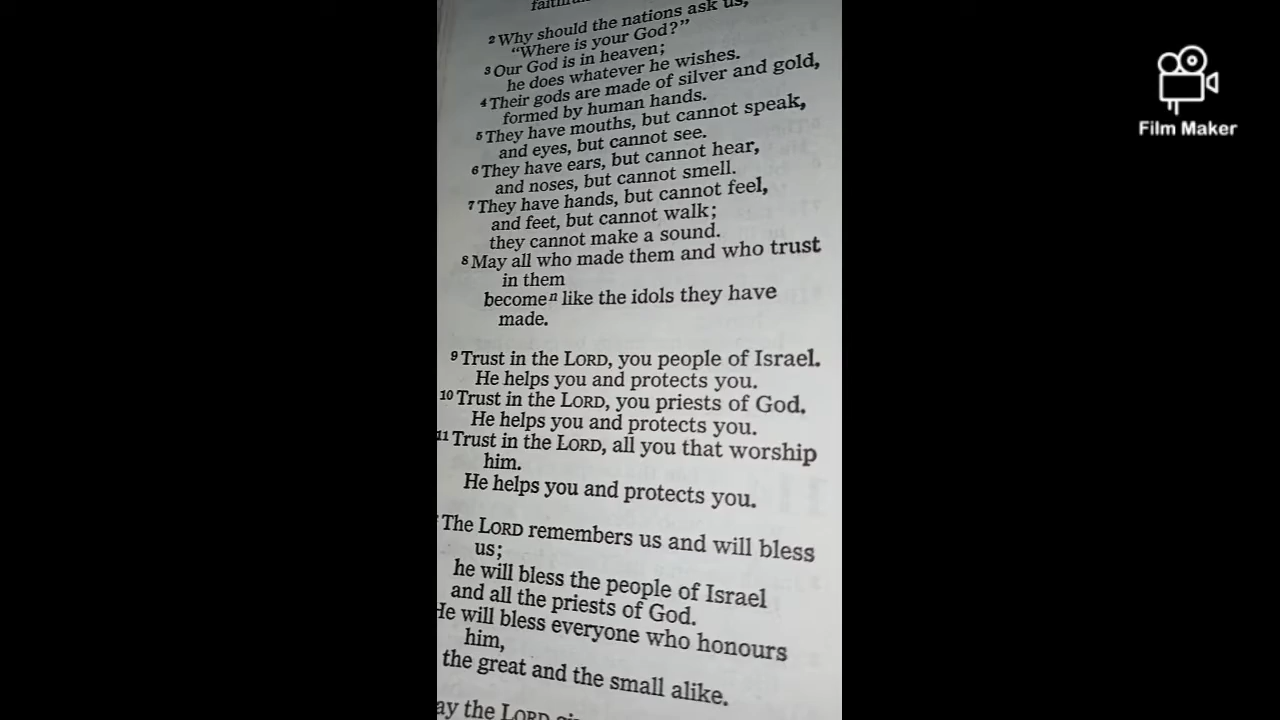 2 Why should the nations ask us,
"Where is your God?"
3 Our God is in heaven;
he does whatever he wishes.
4 Their gods are made of silver and gold,
formed by human hands.
5 They have mouths, but cannot speak,
and eyes, but cannot see.
6 They have ears, but cannot hear,
and noses, but cannot smell.
7 They have hands, but cannot feel,
and feet, but cannot walk;
they cannot make a sound.
8 May all who made them and who trust
in them
become n like the idols they have
made.
9 Trust in the LORD, you people of Israel.
He helps you and protects you.
10 Trust in the LORD, you priests of God.
He helps you and protects you.
11 Trust in the LORD, all you that worship
him.
He helps you and protects you.
The LORD remembers us and will bless
us;
he will bless the people of Israel
and all the priests of God.
He will bless everyone who honours
him,
the great and the small alike.
the LORD
Film Maker